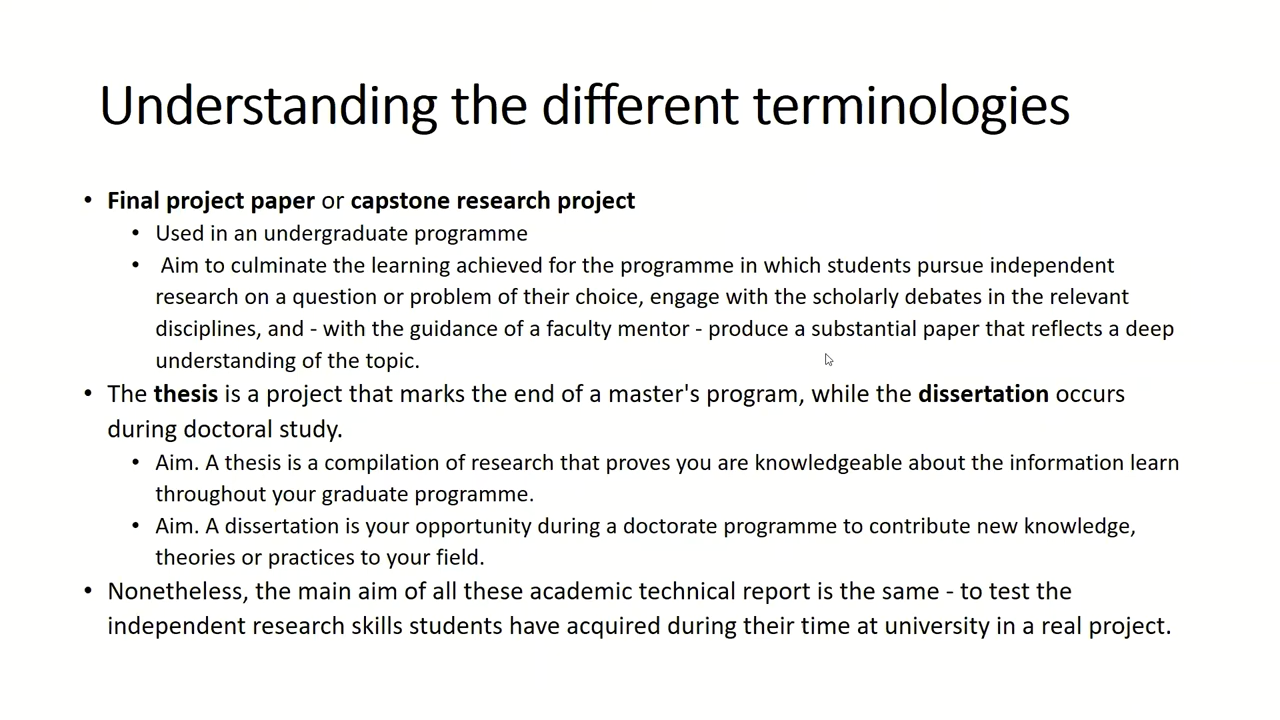 Understanding the different terminologies
• Final project paper or capstone research project
• Used in an undergraduate programme
• Aim to culminate the learning achieved for the programme in which students pursue independent
research on a question or problem of their choice, engage with the scholarly debates in the relevant
disciplines, and - with the guidance of a faculty mentor - produce a substantial paper that reflects a deep
understanding of the topic.
• The thesis is a project that marks the end of a master's program, while the dissertation occurs
during doctoral study.
• Aim. A thesis is a compilation of research that proves you are knowledgeable about the information learn
throughout your graduate programme.
• Aim. A dissertation is your opportunity during a doctorate programme to contribute new knowledge,
theories or practices to your field.
• Nonetheless, the main aim of all these academic technical report is the same - to test the
independent research skills students have acquired during their time at university in a real project.